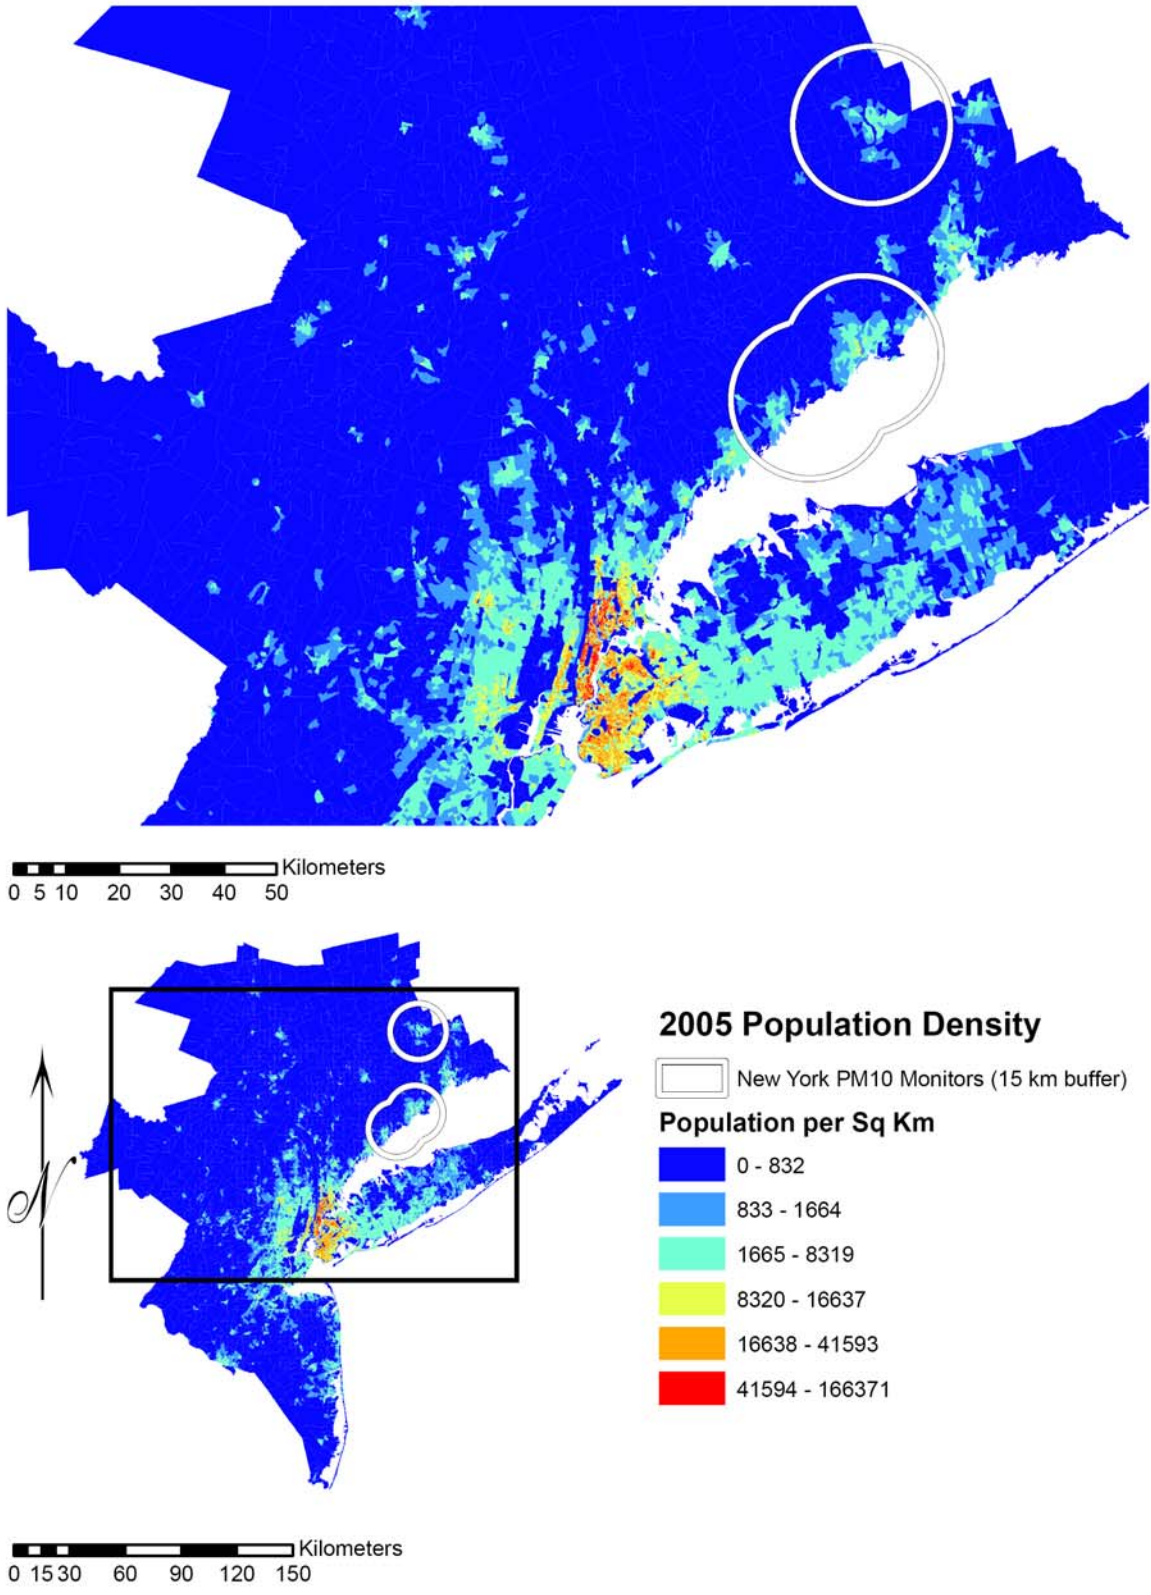 Kilometers
0 5 10 20 30 40 50
2005 Population Density
New York PM10 Monitors (15 km buffer)
Population per Sq Km
0 - 832
833 - 1664
1665 - 8319
8320 - 16637
16638 - 41593
41594 - 166371
N
Kilometers
0 15 30 60 90 120 150